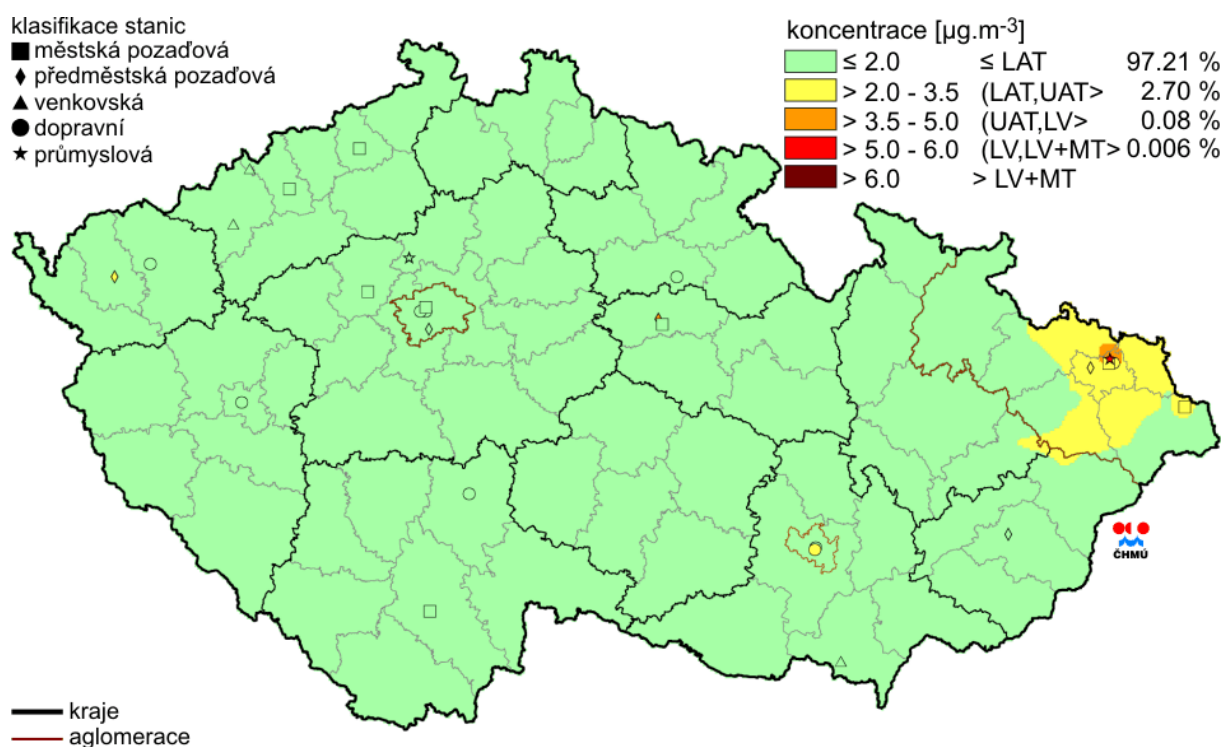 klasifikace stanic
městská pozaďová
předměstská pozaďová
venkovská
dopravní
průmyslová
koncentrace [µg.m-3]
≤ 2.0 ≤ LAT 97.21 %
> 2.0 - 3.5 (LAT,UAT> 2.70 %
> 3.5 - 5.0 (UAT,LV> 0.08 %
> 5.0 - 6.0 (LV,LV+MT> 0.006 %
> 6.0 > LV+MT
ČHMÚ
kraje
aglomerace